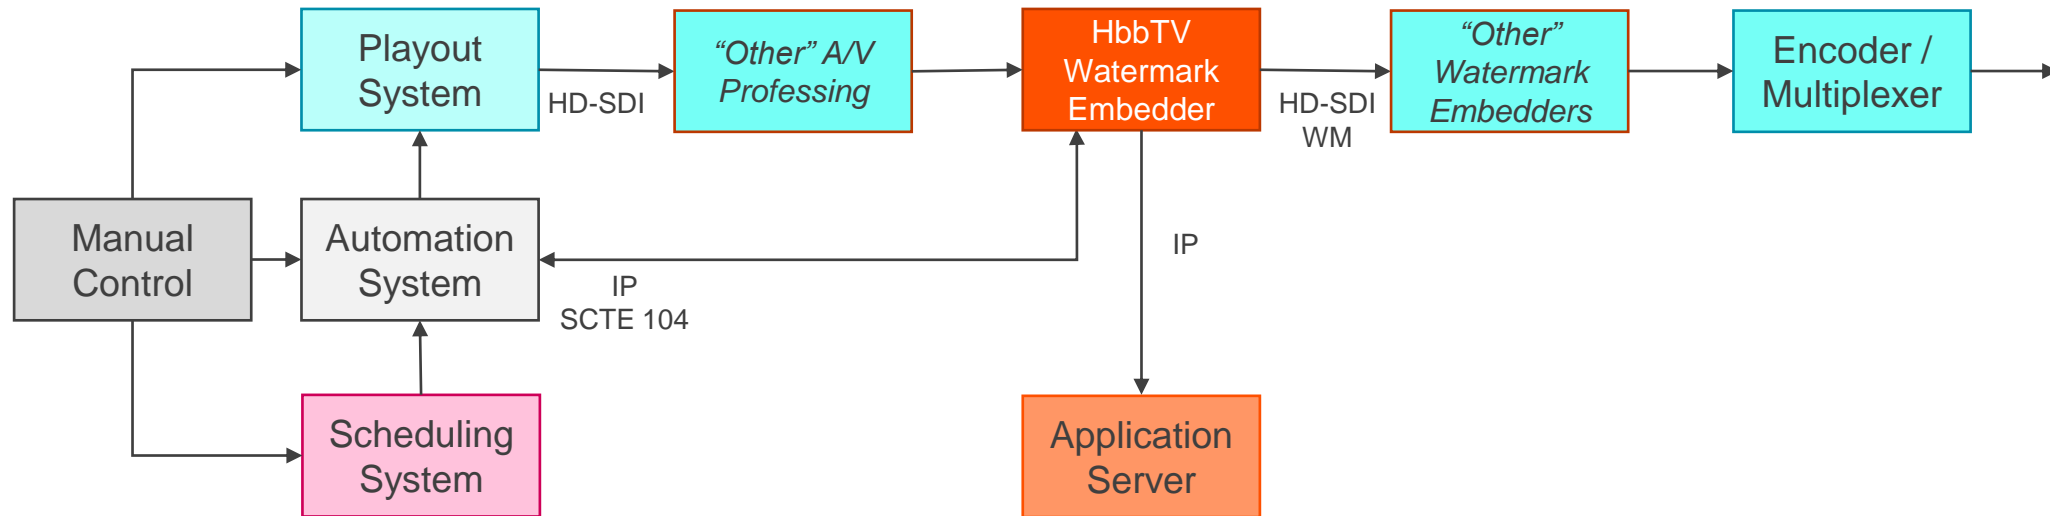 Playout
System
HD-SDI
“Other” A/V
Professing
HbbTV
Watermark
Embedder
HD-SDI
WM
“Other”
Watermark
Embedders
Encoder /
Multiplexer
Manual
Control
Automation
System
IP
SCTE 104
IP
Scheduling
System
Application
Server